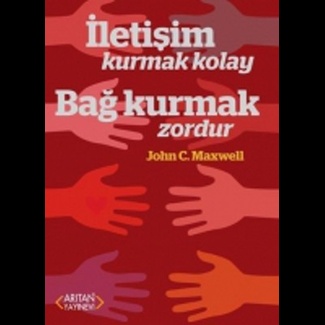 İletişim
kurmak kolay
Bağ kurmak
zordur
John C. Maxwell
ARITAN
YAYINEVİ